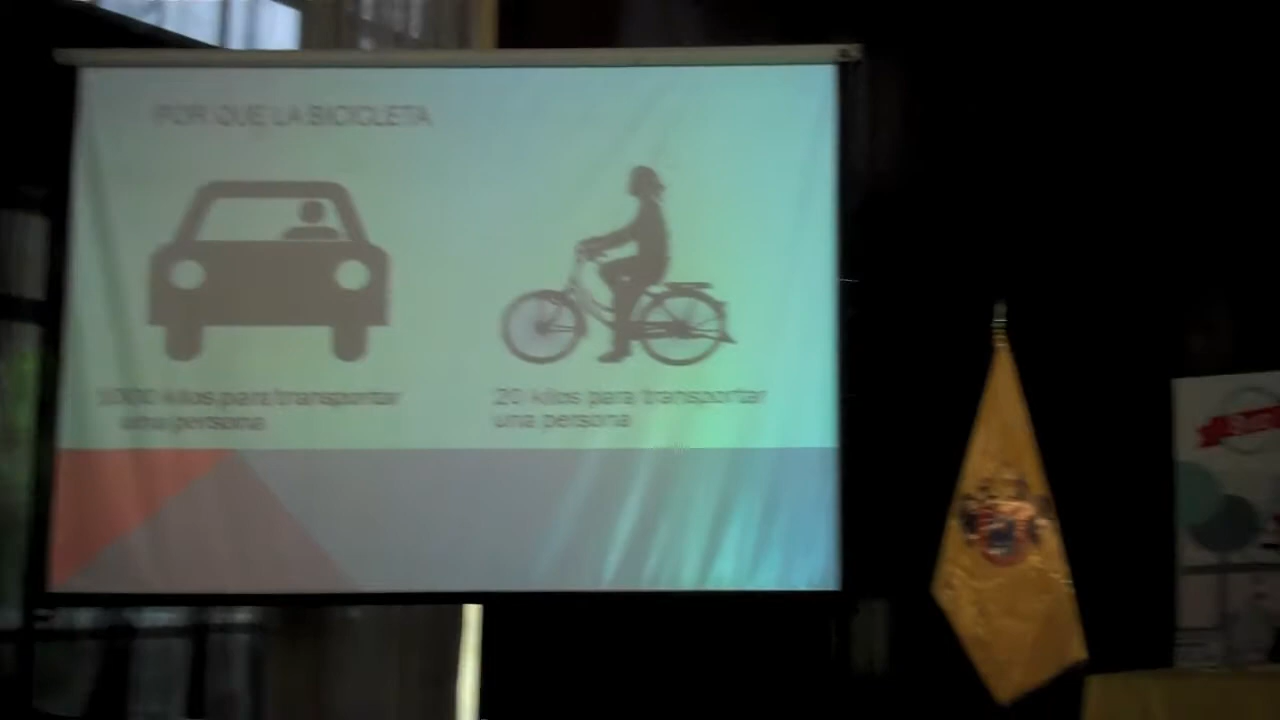 POR QUE LA BICICLETA
1000 kilos para transportar
una persona
20 kilos para transportar
una persona